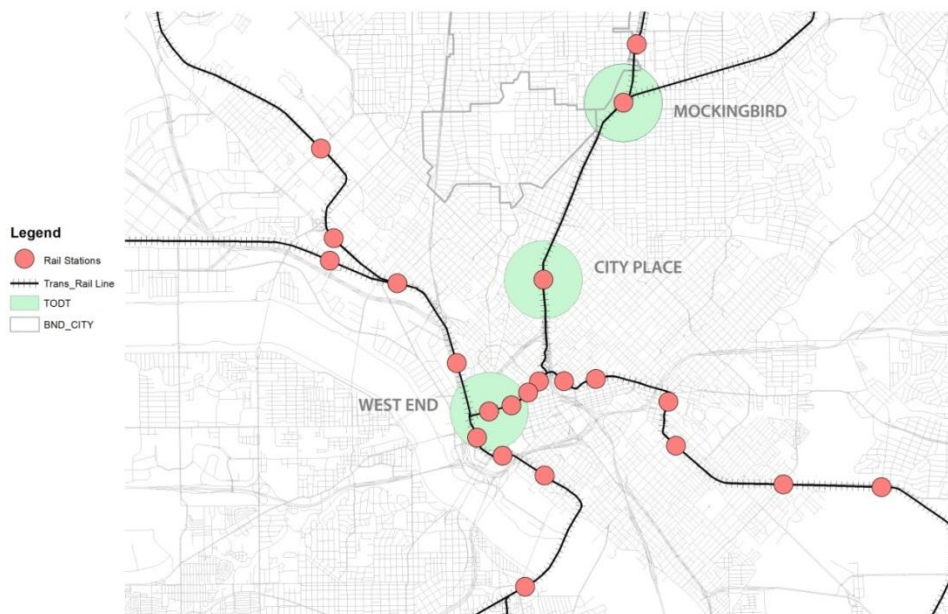 MOCKINGBIRD
CITY PLACE
WEST END
Legend
Rail Stations
Trans_Rail Line
TODT
BND_CITY